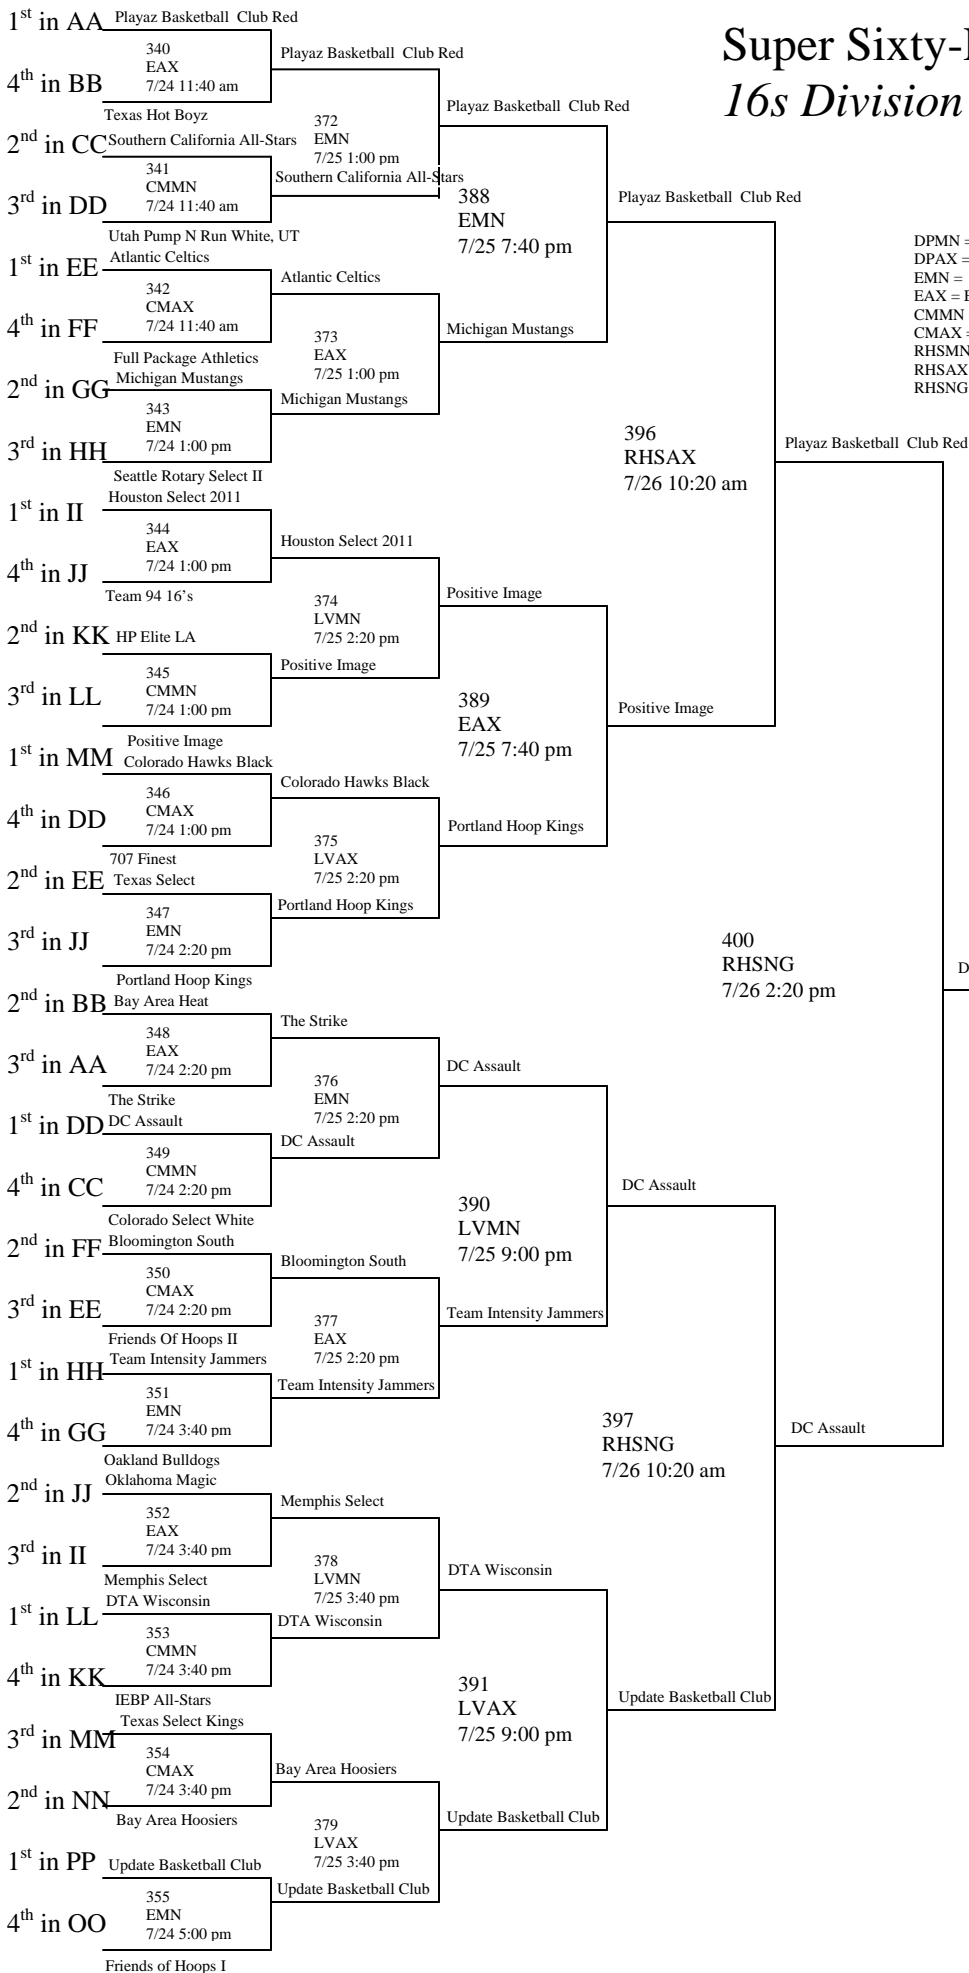 Super Sixty-
16s Division
DPMN =
DPAX =
EMN =
EAX =
CMMN
CMAX =
RHSMN
RHSAX
RHSNG
1st in AA
Playaz Basketball Club Red
340
EAX
7/24 11:40 am
4th in BB
Texas Hot Boyz
2nd in CC
Southern California All-Stars
341
CMMN
7/24 11:40 am
3rd in DD
Utah Pump N Run White, UT
1st in EE
Atlantic Celtics
342
CMAX
7/24 11:40 am
4th in FF
Full Package Athletics
2nd in GG
Michigan Mustangs
343
EMN
7/24 1:00 pm
3rd in HH
Seattle Rotary Select II
1st in II
Houston Select 2011
344
EAX
7/24 1:00 pm
4th in JJ
Team 94 16's
2nd in KK
HP Elite LA
345
CMMN
7/24 1:00 pm
3rd in LL
Positive Image
1st in MM
Colorado Hawks Black
346
CMAX
7/24 1:00 pm
4th in DD
707 Finest
2nd in EE
Texas Select
347
EMN
7/24 2:20 pm
3rd in JJ
Portland Hoop Kings
2nd in BB
Bay Area Heat
348
EAX
7/24 2:20 pm
3rd in AA
The Strike
1st in DD
DC Assault
349
CMMN
7/24 2:20 pm
4th in CC
Colorado Select White
2nd in FF
Bloomington South
350
CMAX
7/24 2:20 pm
3rd in EE
Friends Of Hoops II
1st in HH
Team Intensity Jammers
351
EMN
7/24 3:40 pm
4th in GG
Oakland Bulldogs
2nd in JJ
Oklahoma Magic
352
EAX
7/24 3:40 pm
3rd in II
Memphis Select
1st in LL
DTA Wisconsin
353
CMMN
7/24 3:40 pm
4th in KK
IEBP All-Stars
3rd in MM
Texas Select Kings
354
CMAX
7/24 3:40 pm
2nd in NN
Bay Area Hoosiers
1st in PP
Update Basketball Club
355
EMN
7/24 5:00 pm
4th in OO
Friends of Hoops I
Playaz Basketball Club Red
372
EMN
7/25 1:00 pm
Southern California All-Stars
Atlantic Celtics
373
EAX
7/25 1:00 pm
Michigan Mustangs
Houston Select 2011
374
LVMN
7/25 2:20 pm
Positive Image
Colorado Hawks Black
375
LVAX
7/25 2:20 pm
Portland Hoop Kings
The Strike
376
EMN
7/25 2:20 pm
DC Assault
Bloomington South
377
EAX
7/25 2:20 pm
Team Intensity Jammers
Memphis Select
378
LVMN
7/25 3:40 pm
DTA Wisconsin
Bay Area Hoosiers
379
LVAX
7/25 3:40 pm
Update Basketball Club
Playaz Basketball Club Red
388
EMN
7/25 7:40 pm
Michigan Mustangs
Positive Image
389
EAX
7/25 7:40 pm
Portland Hoop Kings
DC Assault
390
LVMN
7/25 9:00 pm
Team Intensity Jammers
DTA Wisconsin
391
LVAX
7/25 9:00 pm
Update Basketball Club
Playaz Basketball Club Red
396
RHSAX
7/26 10:20 am
Positive Image
DC Assault
397
RHSNG
7/26 10:20 am
Update Basketball Club
Playaz Basketball Club Red
400
RHSNG
7/26 2:20 pm
DC Assault